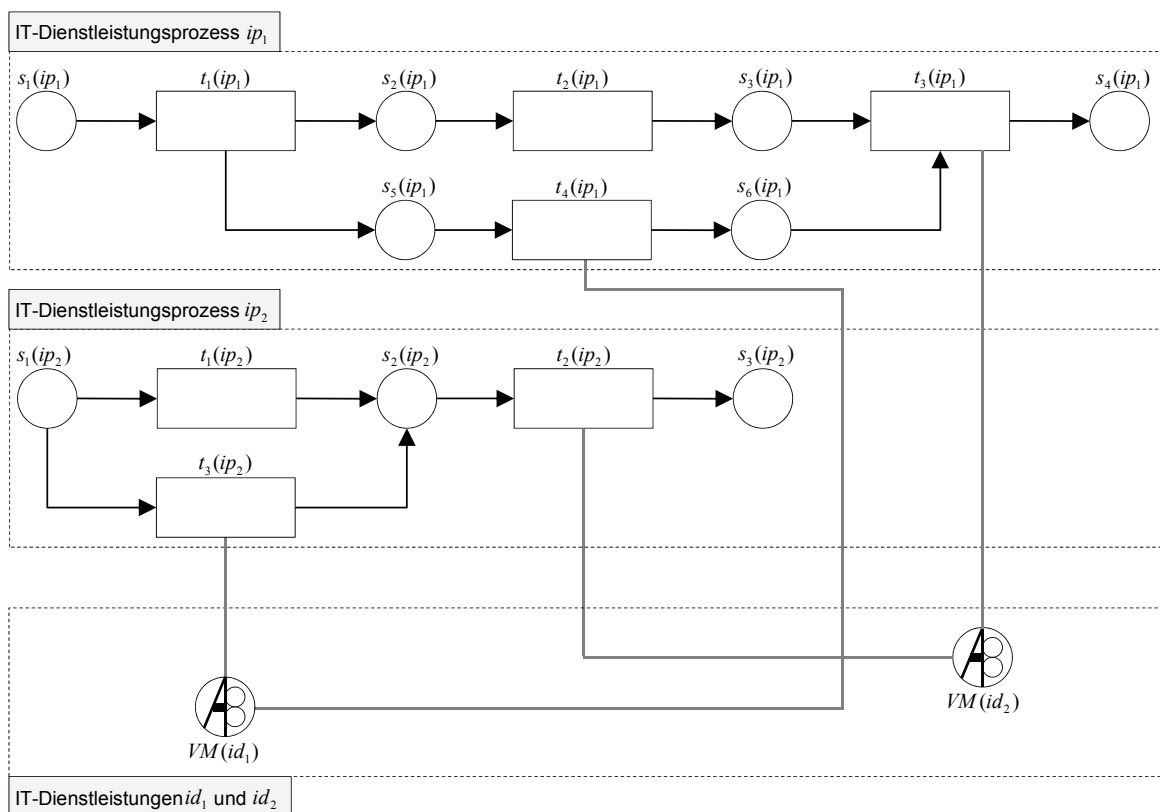 IT-Dienstleistungsprozess ip₁
s₁(ip₁) t₁(ip₁) s₂(ip₁) t₂(ip₁) s₃(ip₁) t₃(ip₁) s₄(ip₁)
s₅(ip₁) t₄(ip₁) s₆(ip₁)
IT-Dienstleistungsprozess ip₂
s₁(ip₂) t₁(ip₂) s₂(ip₂) t₂(ip₂) s₃(ip₂)
t₃(ip₂)
VM(id₂)
VM(id₁)
IT-Dienstleistungen id₁ und id₂